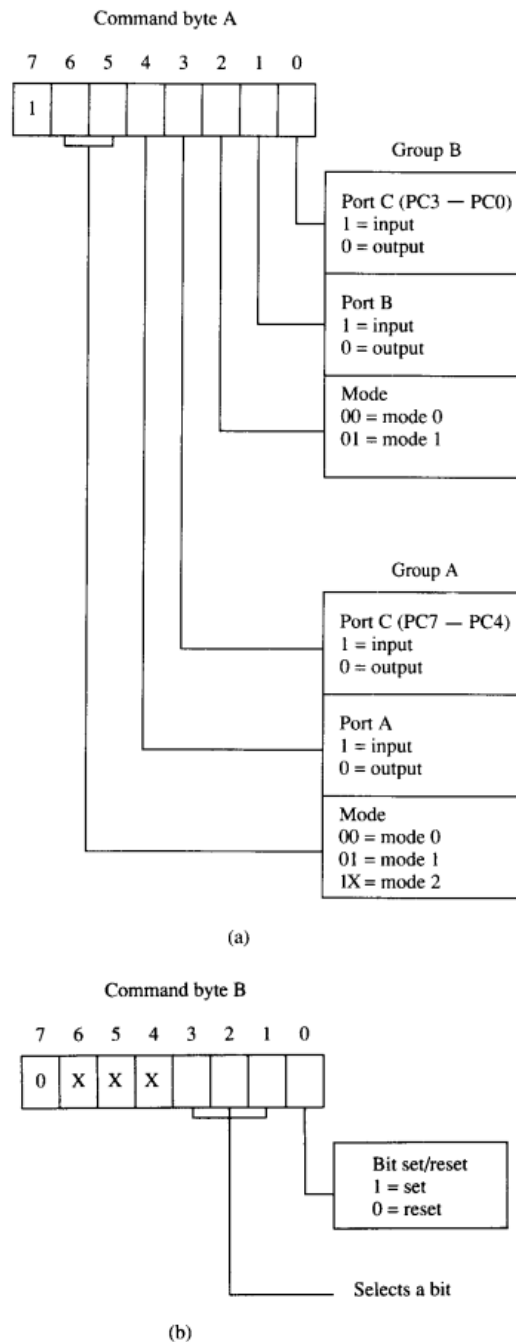 Command byte A
7 6 5 4 3 2 1 0
1
Group B
Port C (PC3 — PC0)
1 = input
0 = output
Port B
1 = input
0 = output
Mode
00 = mode 0
01 = mode 1
Group A
Port C (PC7 — PC4)
1 = input
0 = output
Port A
1 = input
0 = output
Mode
00 = mode 0
01 = mode 1
1X = mode 2
(a)
Command byte B
7 6 5 4 3 2 1 0
0 X X X
Bit set/reset
1 = set
0 = reset
Selects a bit
(b)